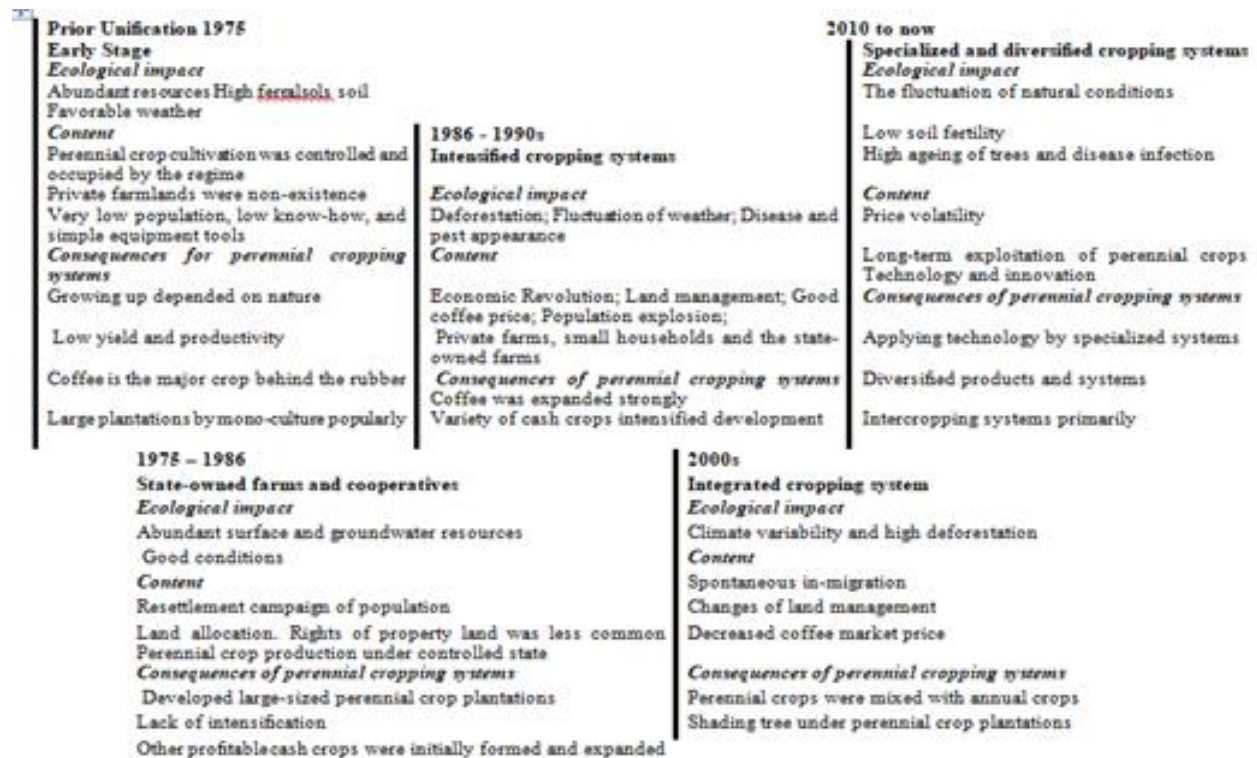 Prior Unification 1975
Early Stage
Ecological impact
Abundant resources High ferralsols soil
Favorable weather
Content
Perennial crop cultivation was controlled and
occupied by the regime
Private farmlands were non-existence
Very low population, low know-how, and
simple equipment tools
Consequences for perennial cropping
systems
Growing up depended on nature
Low yield and productivity
Coffee is the major crop behind the rubber
Large plantations by mono-culture popularly
1986 - 1990s
Intensified cropping systems
Ecological impact
Deforestation; Fluctuation of weather; Disease and
pest appearance
Content
Economic Revolution; Land management; Good
coffee price; Population explosion;
Private farms, small households and the state-
owned farms
Consequences of perennial cropping systems
Coffee was expanded strongly
Variety of cash crops intensified development
2010 to now
Specialized and diversified cropping systems
Ecological impact
The fluctuation of natural conditions
Low soil fertility
High ageing of trees and disease infection
Content
Price volatility
Long-term exploitation of perennial crops
Technology and innovation
Consequences of perennial cropping systems
Applying technology by specialized systems
Diversified products and systems
Intercropping systems primarily
1975 – 1986
State-owned farms and cooperatives
Ecological impact
Abundant surface and groundwater resources
Good conditions
Content
Resettlement campaign of population
Land allocation. Rights of property land was less common
Perennial crop production under controlled state
Consequences of perennial cropping systems
Developed large-sized perennial crop plantations
Lack of intensification
Other profitable cash crops were initially formed and expanded
2000s
Integrated cropping system
Ecological impact
Climate variability and high deforestation
Content
Spontaneous in-migration
Changes of land management
Decreased coffee market price
Consequences of perennial cropping systems
Perennial crops were mixed with annual crops
Shading tree under perennial crop plantations